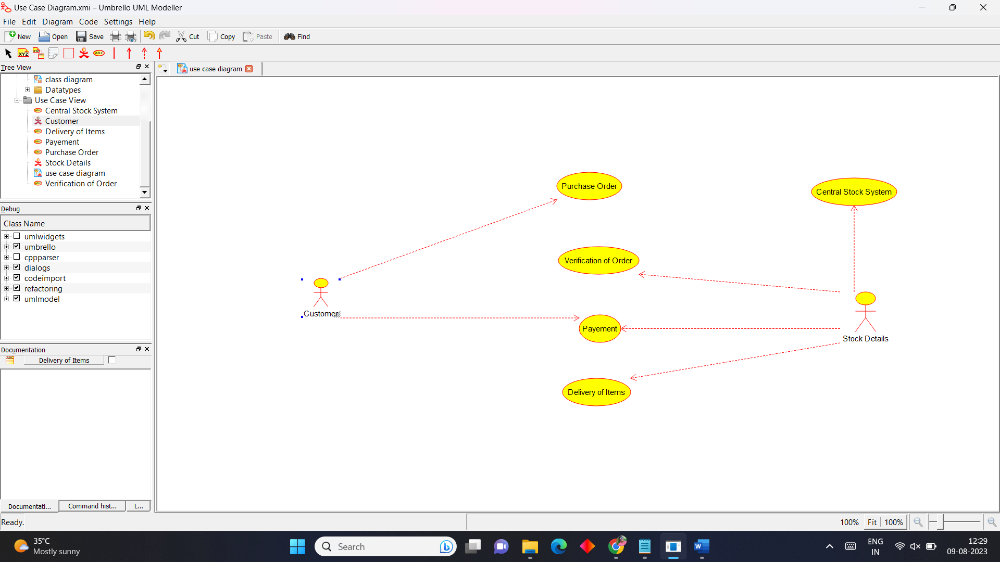 Use Case Diagram.xmi – Umbrello UML Modeller
File Edit Diagram Code Settings Help
New Open Save Cut Copy Paste Find
XYZ XYZ ABC
Tree View
use case diagram
class diagram
Datatypes
Use Case View
Central Stock System
Customer
Delivery of Items
Payement
Purchase Order
Stock Details
use case diagram
Verification of Order
Debug
Class Name
umlwidgets
umbrello
cppparser
dialogs
codeimport
refactoring
umlmodel
Documentation
Delivery of Items
Documentati... Command hist... L...
Purchase Order
Central Stock System
Verification of Order
Customer
Payement
Stock Details
Delivery of Items
Ready.
100% Fit 100%
35°C
Mostly sunny
Search
ENG
IN
12:29
09-08-2023